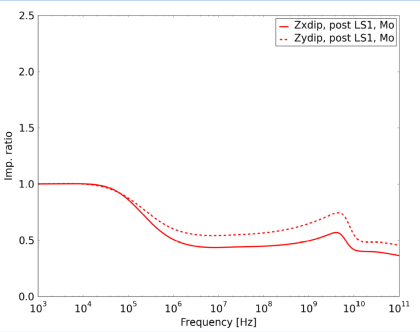 Zxdip, post LS1, Mo
Zydip, post LS1, Mo
2.5
2.0
1.5
1.0
0.5
0.0
Imp. ratio
10³ 10⁴ 10⁵ 10⁶ 10⁷ 10⁸ 10⁹ 10¹⁰ 10¹¹
Frequency [Hz]